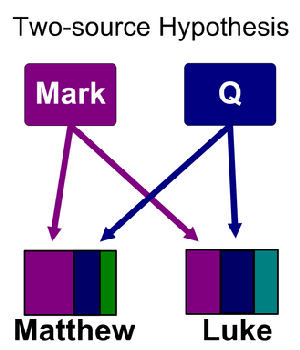 Two-source Hypothesis
Mark Q
Matthew Luke